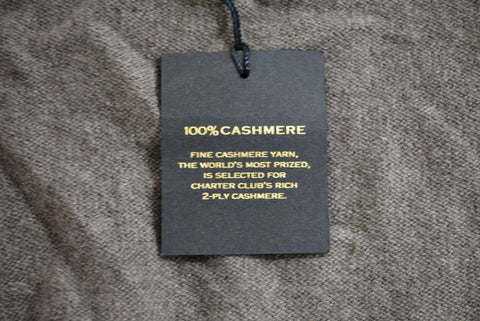 100% CASHMERE
FINE CASHMERE YARN,
THE WORLD'S MOST PRIZED,
IS SELECTED FOR
CHARTER CLUB'S RICH
2-PLY CASHMERE.